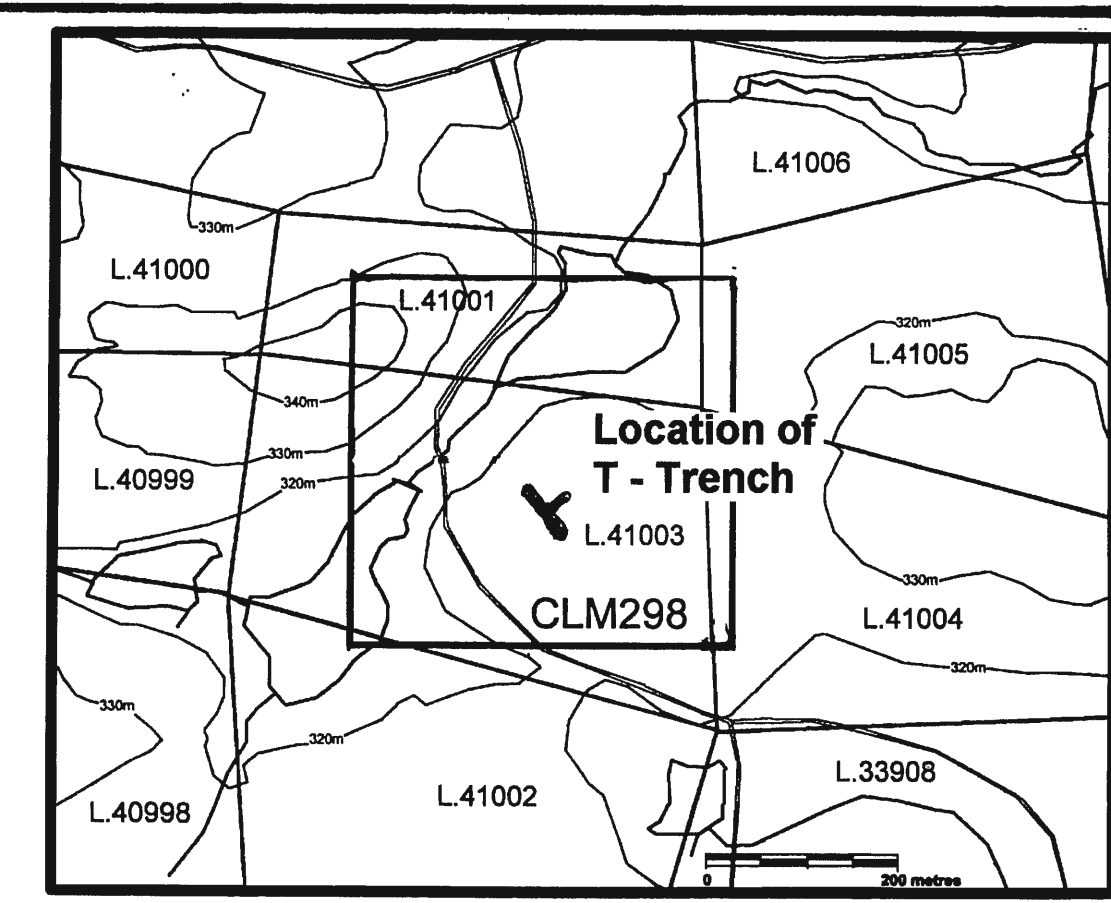 L.41006
330m
L.41000
L.41001
320m
L.41005
340m
Location of
T - Trench
330m
L.40999
320m
L.41003
330m
CLM298
L.41004
320m
330m
320m
L.33908
L.41002
L.40998
0
200 metres